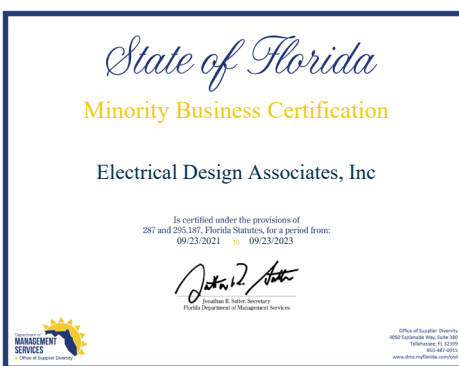 State of Florida
Minority Business Certification
Electrical Design Associates, Inc
Is certified under the provisions of
287 and 295.187, Florida Statutes, for a period from:
09/23/2021 to 09/23/2023
Jonathan R. Satter, Secretary
Florida Department of Management Services
Department of
MANAGEMENT
SERVICES
Office of Supplier Diversity
Office of Supplier Diversity
4050 Esplanade Way, Suite 380
Tallahassee, FL 32399
850-487-0915
www.dms.myflorida.com/osd